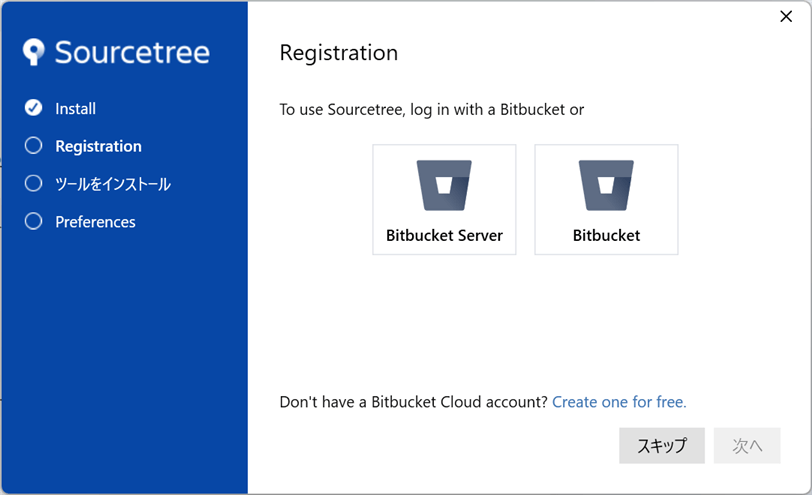 Sourcetree
Install
Registration
ツールをインストール
Preferences
Registration
To use Sourcetree, log in with a Bitbucket or
Bitbucket Server
Bitbucket
Don't have a Bitbucket Cloud account? Create one for free.
スキップ
次へ